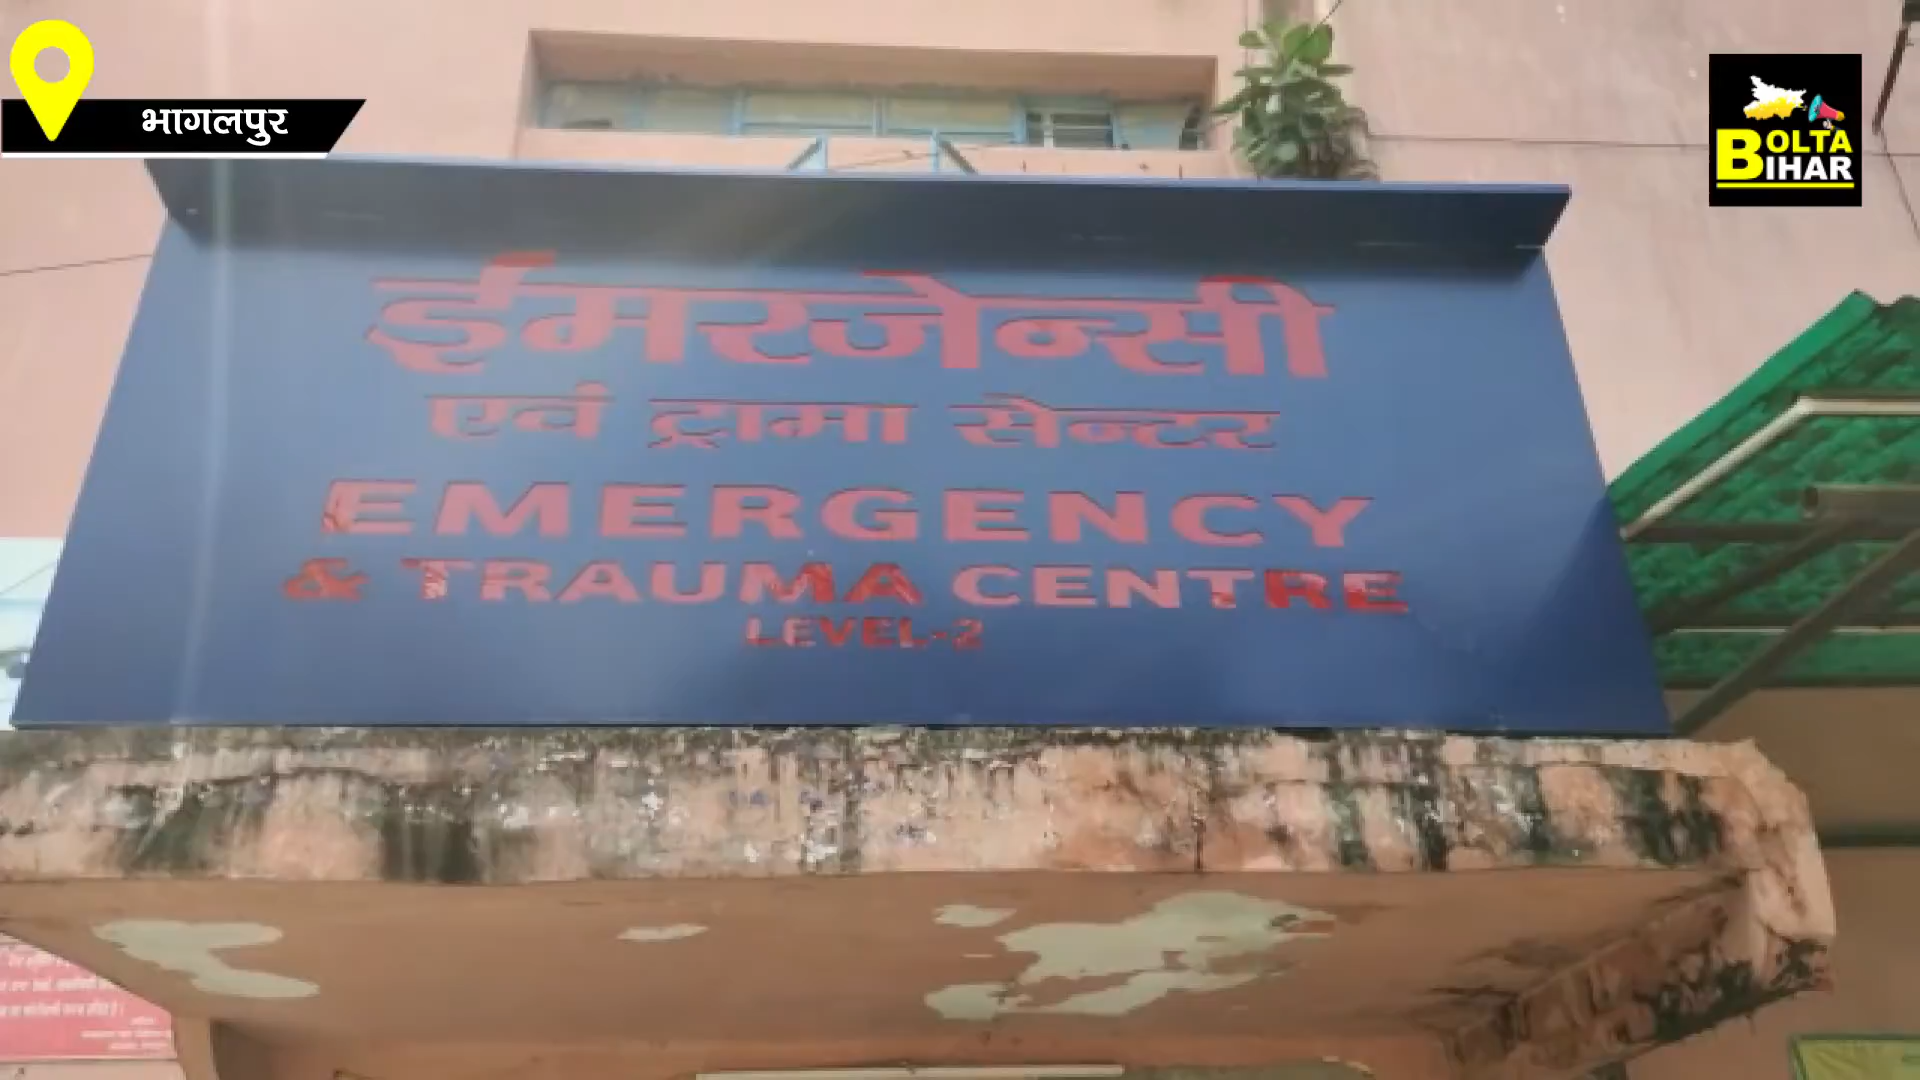 भागलपुर
BOLTA
BIHAR
ईमरजेन्सी
एवं ट्रामा सेन्टर
EMERGENCY
& TRAUMA CENTRE
LEVEL-2